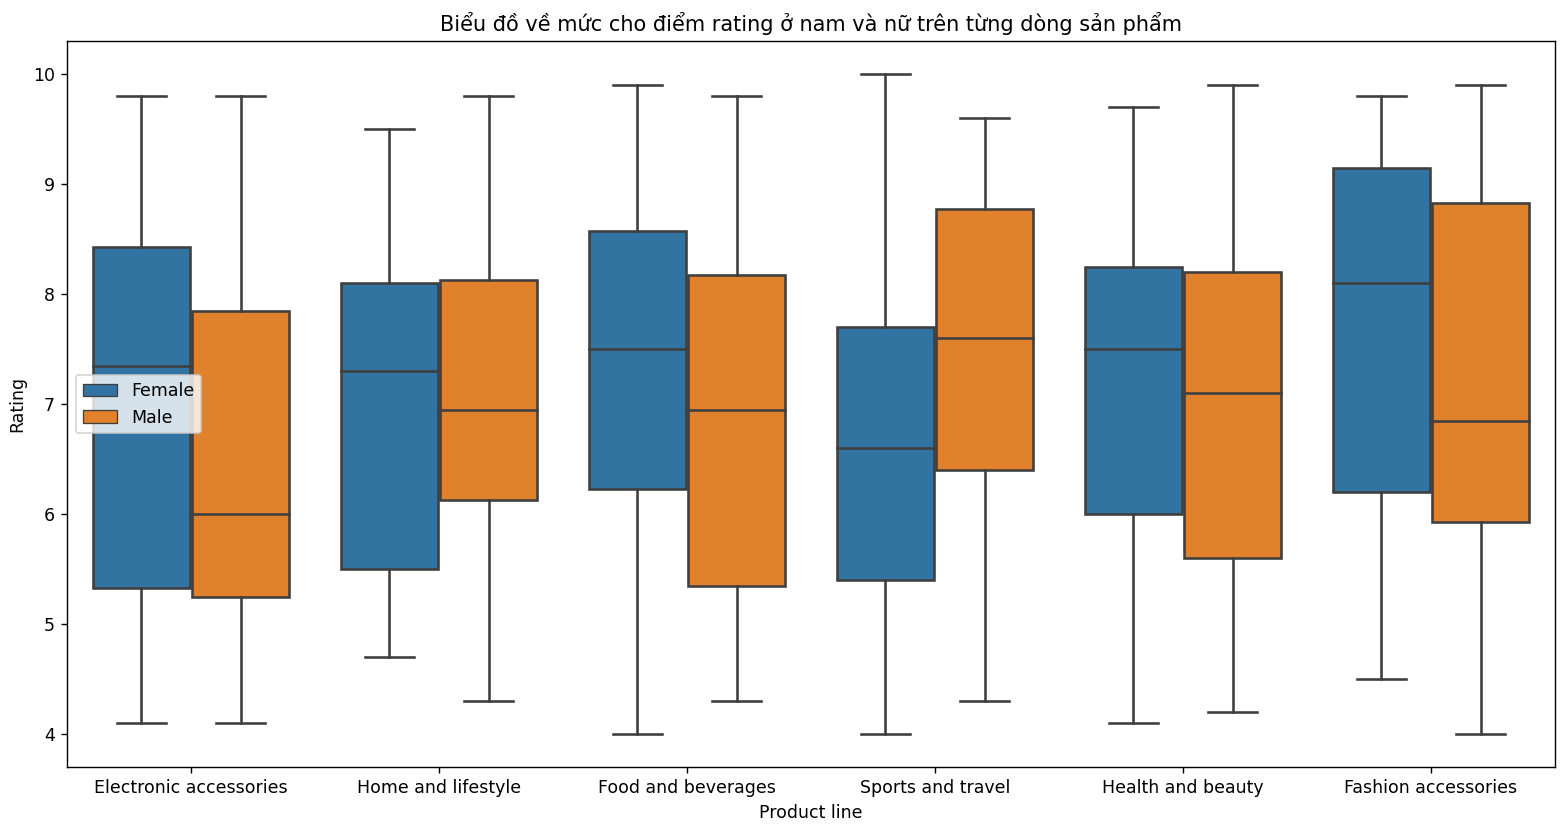 Biểu đồ về mức cho điểm rating ở nam và nữ trên từng dòng sản phẩm
Rating
10
9
8
7
6
5
4
Female
Male
Electronic accessories
Home and lifestyle
Food and beverages
Sports and travel
Health and beauty
Fashion accessories
Product line